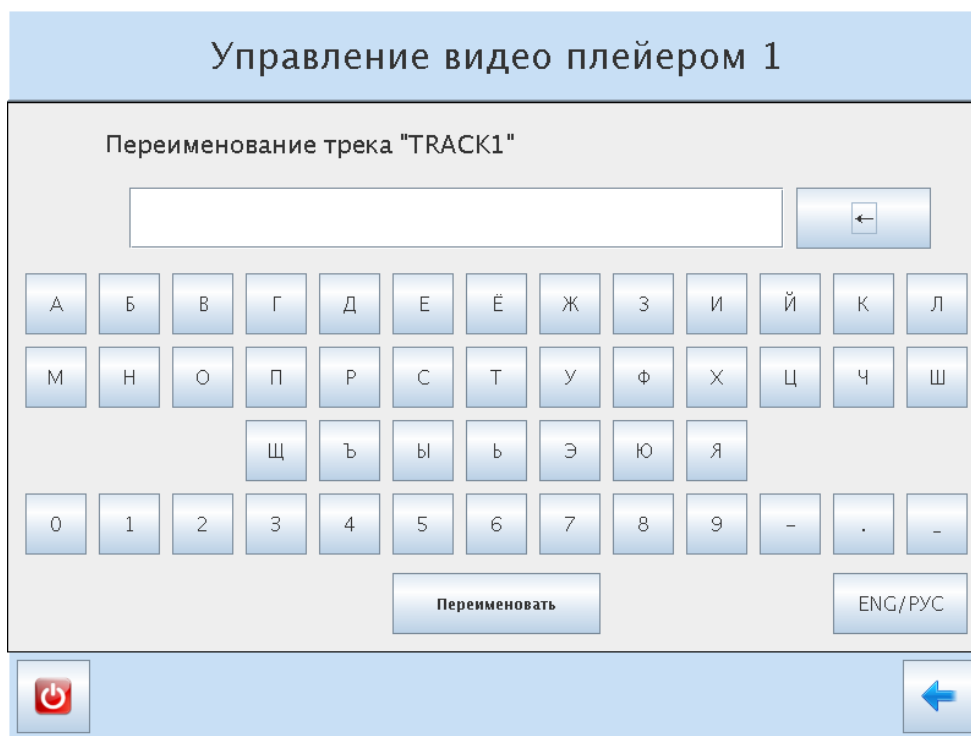 Управление видео плейером 1
Переименование трека "TRACK1"
←
А Б В Г Д Е Ё Ж З И Й К Л
М Н О П Р С Т У Ф Х Ц Ч Ш
Щ Ъ Ы Ь Э Ю Я
0 1 2 3 4 5 6 7 8 9 - . _
Переименовать ENG/РУС